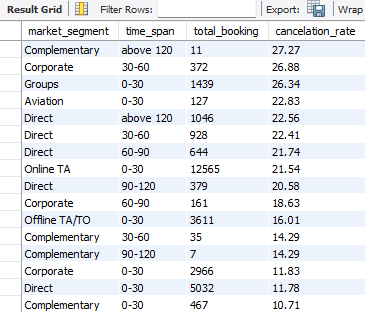 Result Grid Filter Rows: Export: Wrap
market_segment time_span total_booking cancelation_rate
Complementary above 120 11 27.27
Corporate 30-60 372 26.88
Groups 0-30 1439 26.34
Aviation 0-30 127 22.83
Direct above 120 1046 22.56
Direct 30-60 928 22.41
Direct 60-90 644 21.74
Online TA 0-30 12565 21.54
Direct 90-120 379 20.58
Corporate 60-90 161 18.63
Offline TA/TO 0-30 3611 16.01
Complementary 30-60 35 14.29
Complementary 90-120 7 14.29
Corporate 0-30 2966 11.83
Direct 0-30 5032 11.78
Complementary 0-30 467 10.71